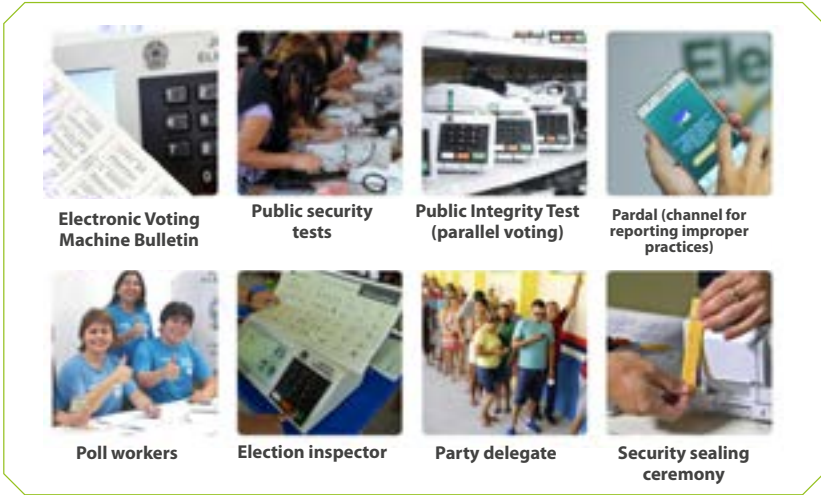 Ele
Electronic Voting
Machine Bulletin
Public security
tests
Public Integrity Test
(parallel voting)
Pardal (channel for
reporting improper
practices)
Poll workers
Election inspector
Party delegate
Security sealing
ceremony